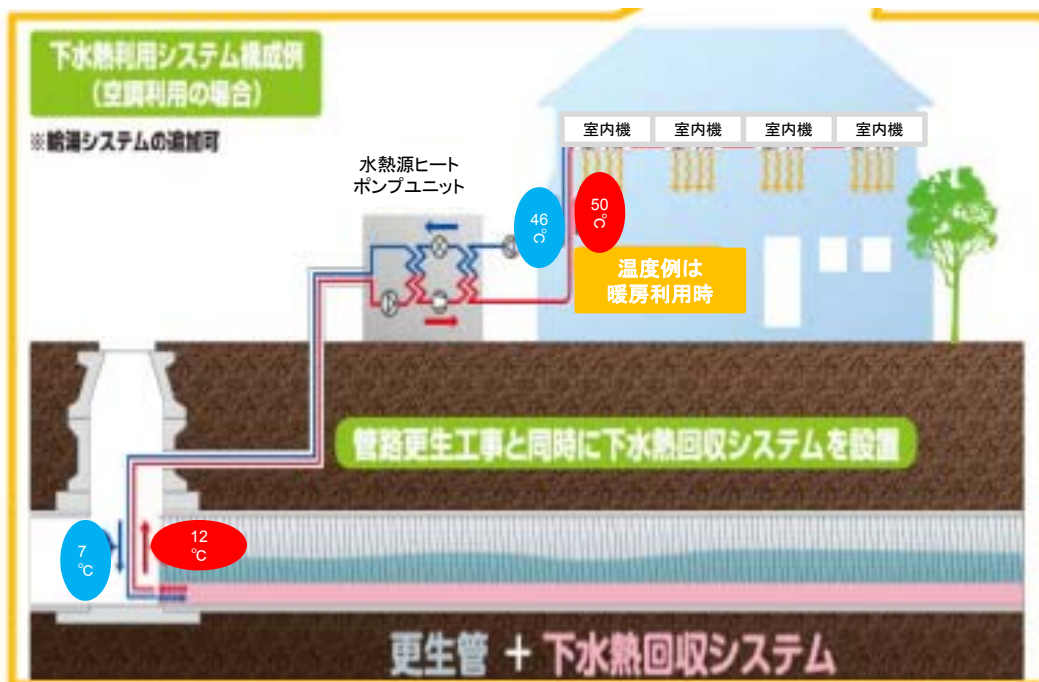 下水熱利用システム構成例
（空調利用の場合）
※給湯システムの追加可
水熱源ヒート
ポンプユニット
室内機
室内機
室内機
室内機
46
℃
50
℃
温度例は
暖房利用時
管路更生工事と同時に下水熱回収システムを設置
7
℃
12
℃
更生管 + 下水熱回収システム